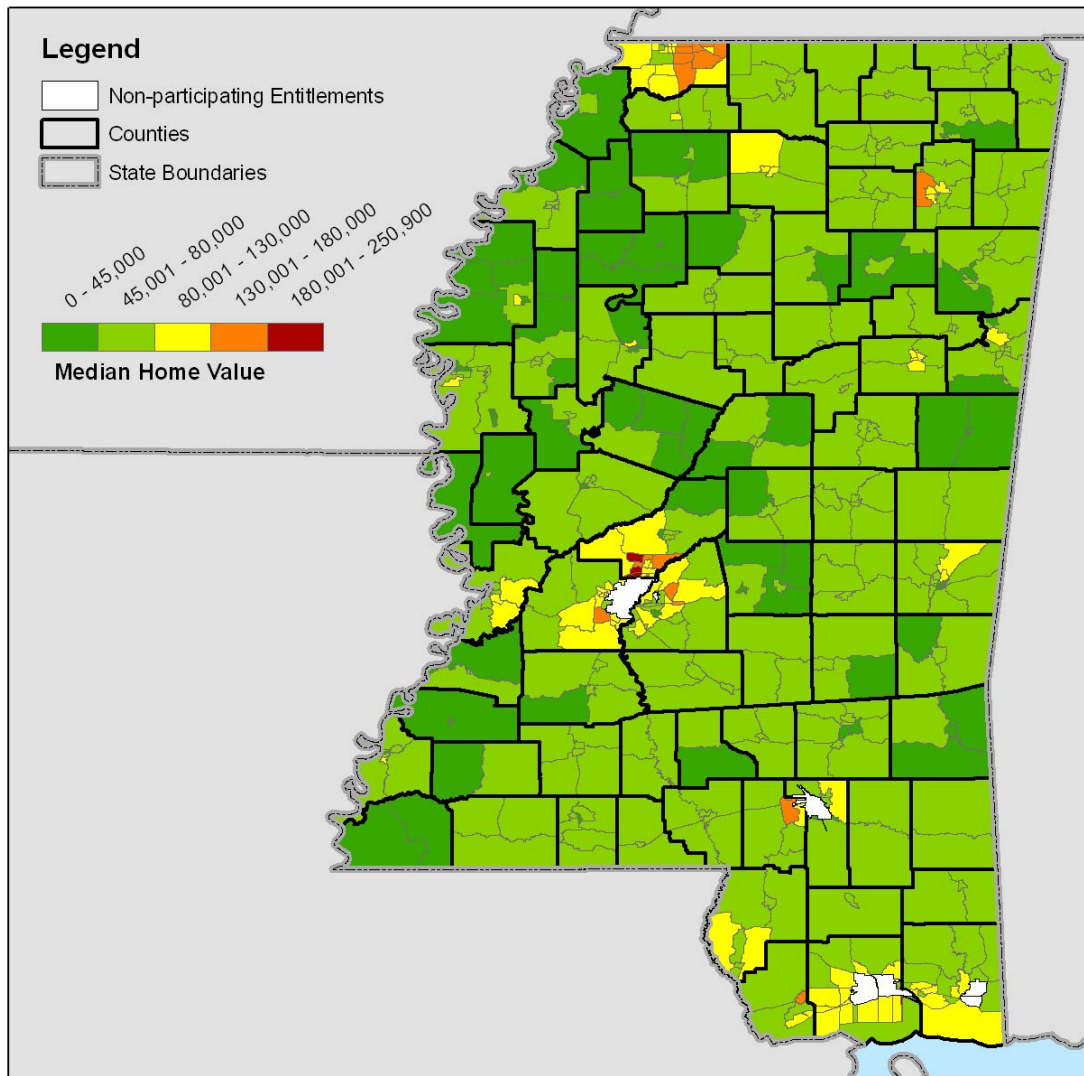 Legend
Non-participating Entitlements
Counties
State Boundaries
0 - 45,000
45,001 - 80,000
80,001 - 130,000
130,001 - 180,000
180,001 - 250,900
Median Home Value